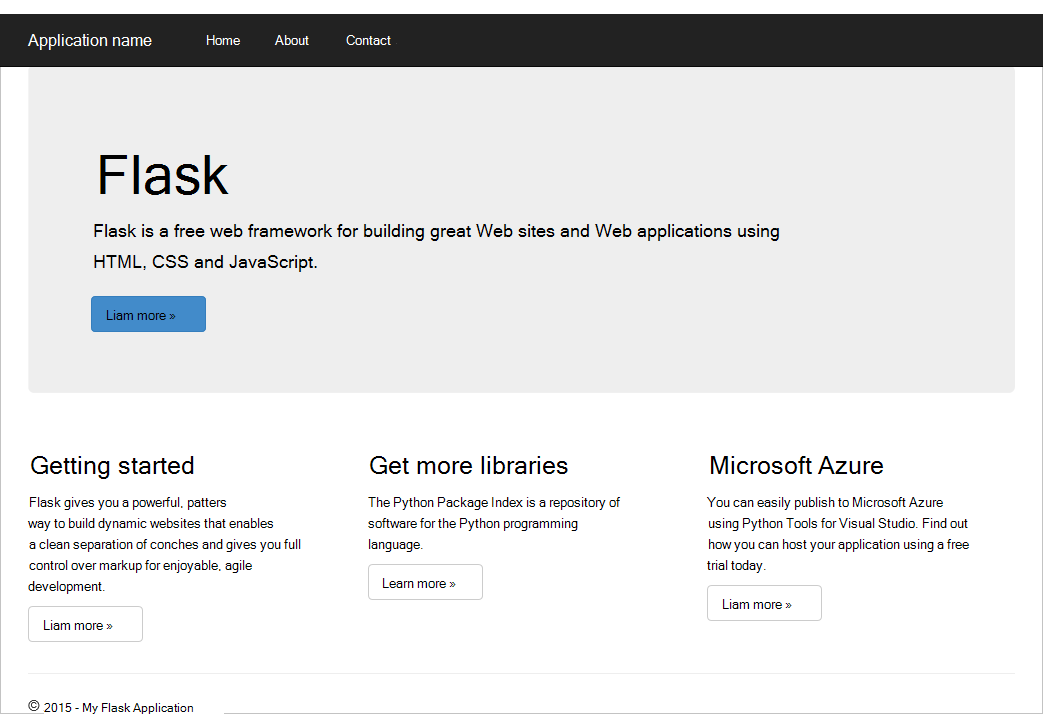 Application name Home About Contact
Flask
Flask is a free web framework for building great Web sites and Web applications using
HTML, CSS and JavaScript.
Liam more »
Getting started
Flask gives you a powerful, patters
way to build dynamic websites that enables
a clean separation of conches and gives you full
control over markup for enjoyable, agile
development.
Liam more »
Get more libraries
The Python Package Index is a repository of
software for the Python programming
language.
Learn more »
Microsoft Azure
You can easily publish to Microsoft Azure
using Python Tools for Visual Studio. Find out
how you can host your application using a free
trial today.
Liam more »
© 2015 - My Flask Application